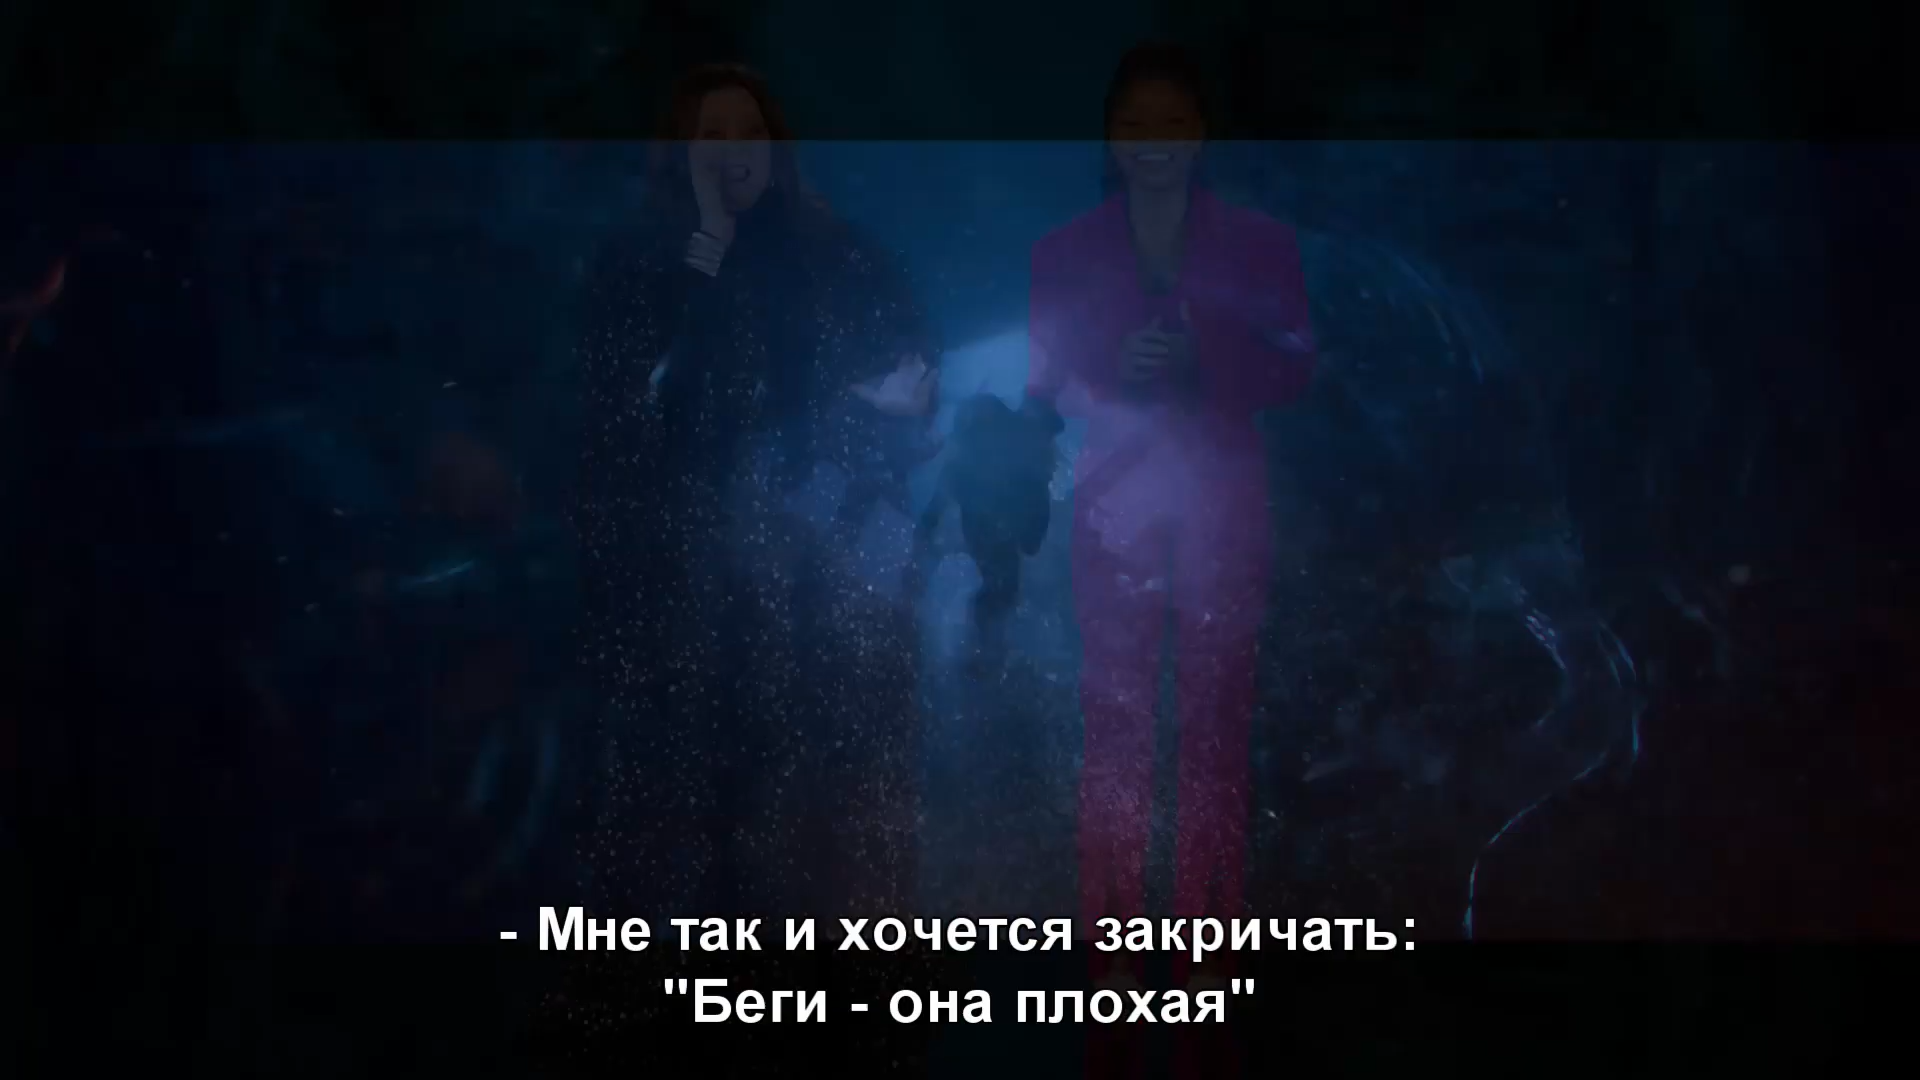 - Мне так и хочется закричать:
"Беги - она плохая"